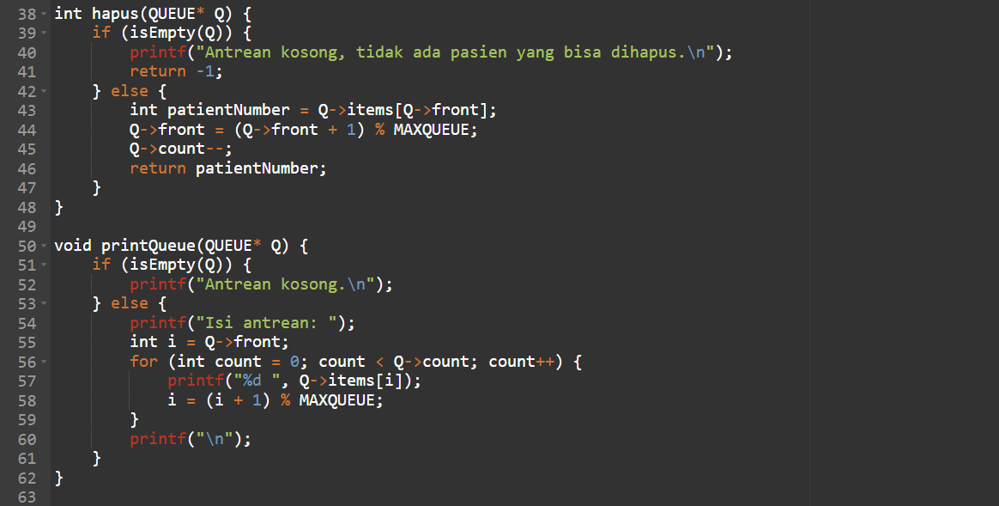 38 int hapus(QUEUE* Q) {
39     if (isEmpty(Q)) {
40         printf("Antrean kosong, tidak ada pasien yang bisa dihapus.\n");
41         return -1;
42     } else {
43         int patientNumber = Q->items[Q->front];
44         Q->front = (Q->front + 1) % MAXQUEUE;
45         Q->count--;
46         return patientNumber;
47     }
48 }
49
50 void printQueue(QUEUE* Q) {
51     if (isEmpty(Q)) {
52         printf("Antrean kosong.\n");
53     } else {
54         printf("Isi antrean: ");
55         int i = Q->front;
56         for (int count = 0; count < Q->count; count++) {
57             printf("%d ", Q->items[i]);
58             i = (i + 1) % MAXQUEUE;
59         }
60         printf("\n");
61     }
62 }
63